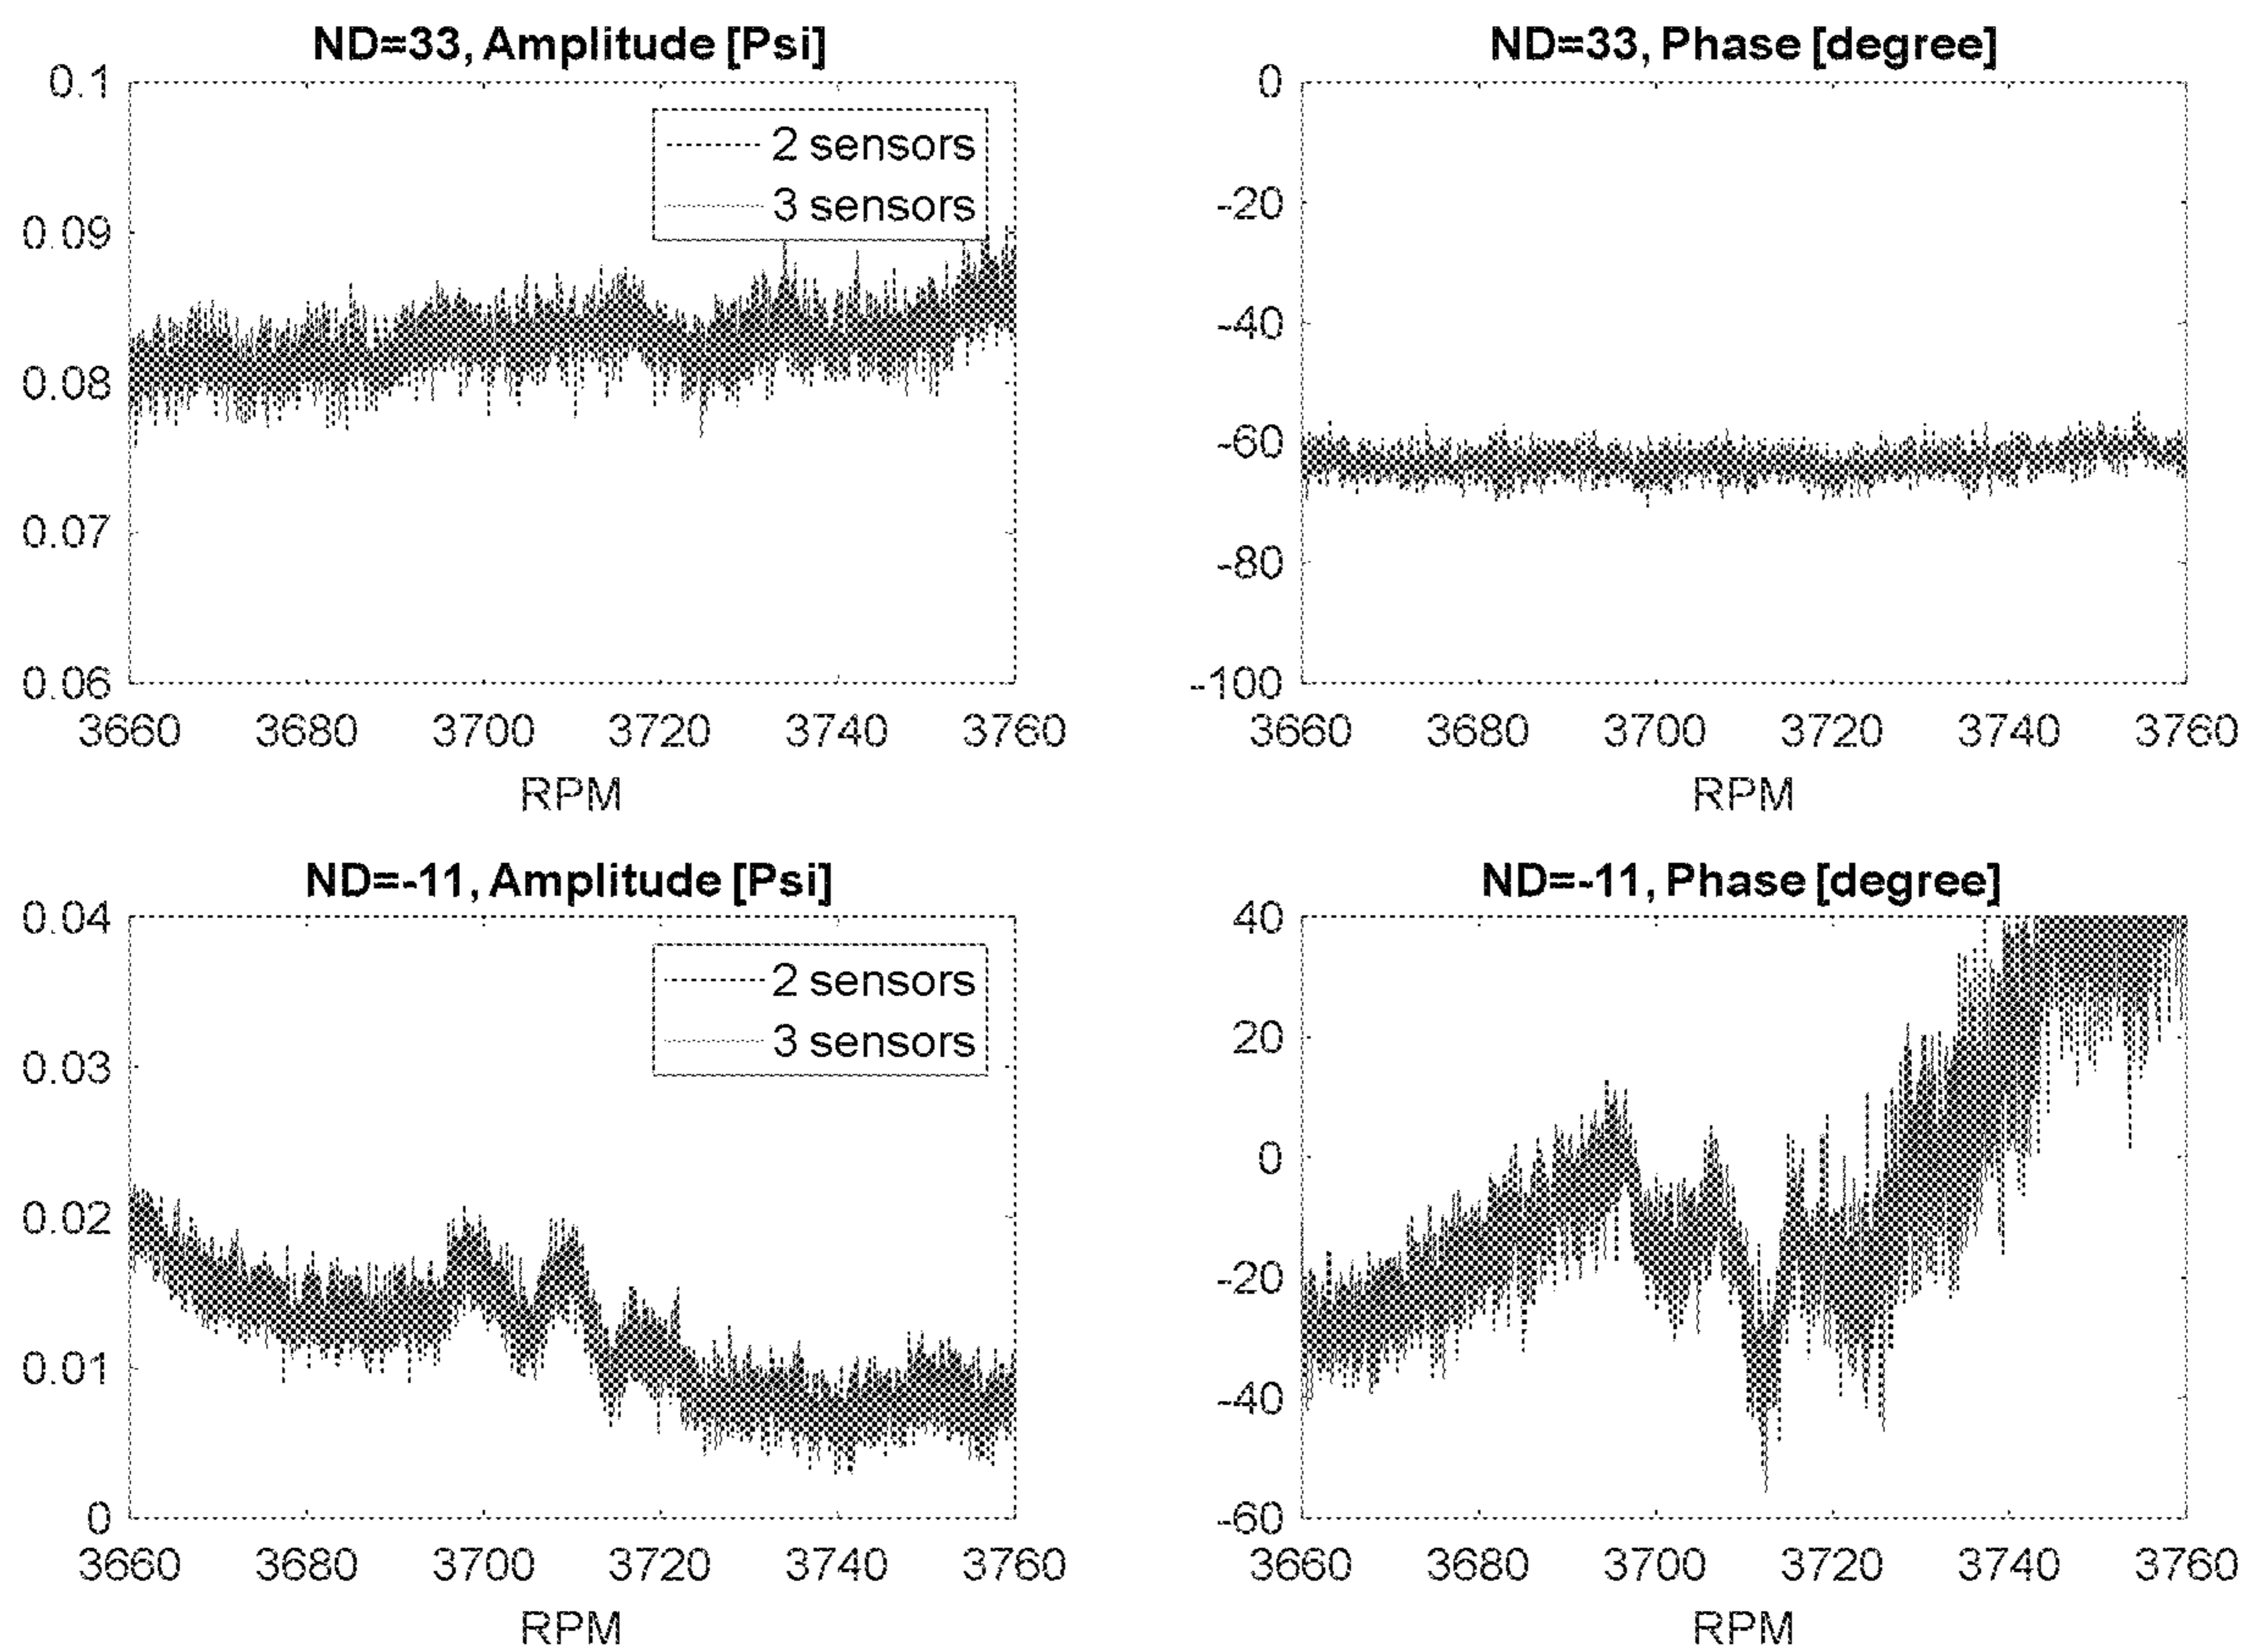 ND=33, Amplitude [Psi]
0.1
0.09
0.08
0.07
0.06
2 sensors
3 sensors
3660 3680 3700 3720 3740 3760
RPM
ND=33, Phase [degree]
0
-20
-40
-60
-80
-100
3660 3680 3700 3720 3740 3760
RPM
ND=-11, Amplitude [Psi]
0.04
0.03
0.02
0.01
0
2 sensors
3 sensors
3660 3680 3700 3720 3740 3760
RPM
ND=-11, Phase [degree]
40
20
0
-20
-40
-60
3660 3680 3700 3720 3740 3760
RPM